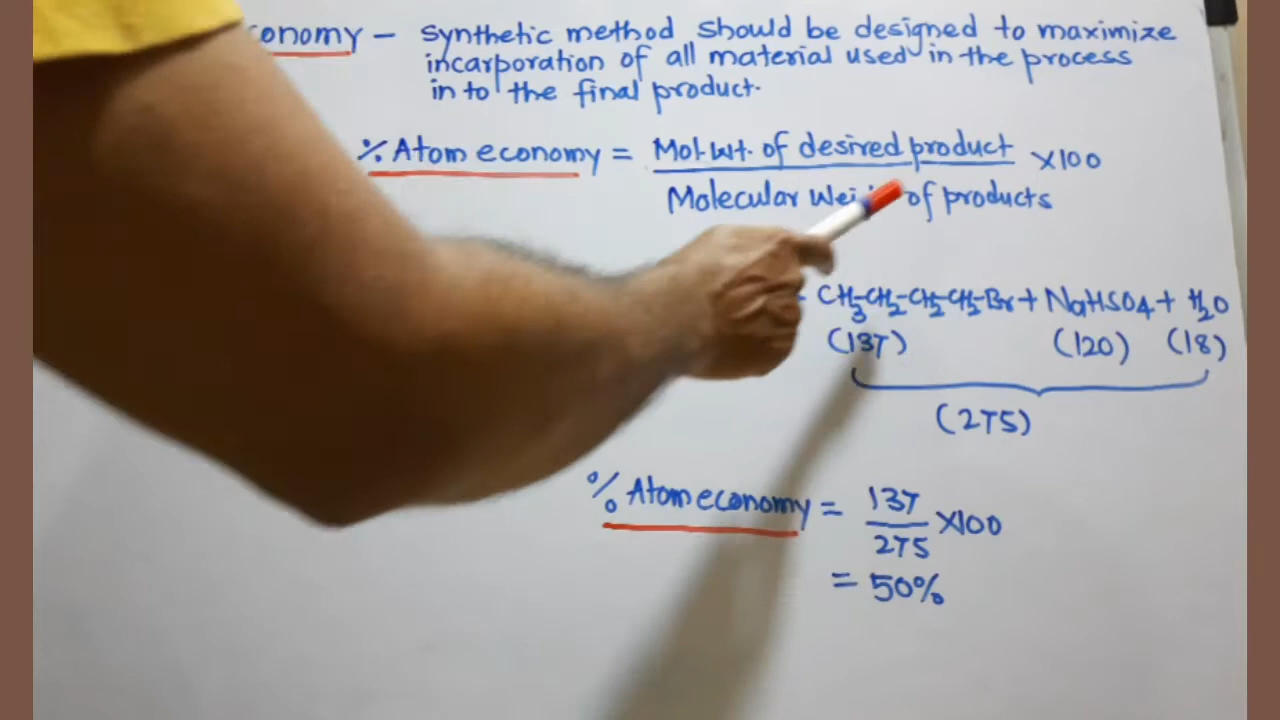 conomy – Synthetic method should be designed to maximize
incarporation of all material used in the process
in to the final product.
% Atom economy = Mol. wt. of desired product ×100
Molecular of products
CH3-CH2-CH2-CH2-Br + NaHSO4 + H2O
(137) (120) (18)
(275)
% Atom economy = 137 ×100
275
= 50%